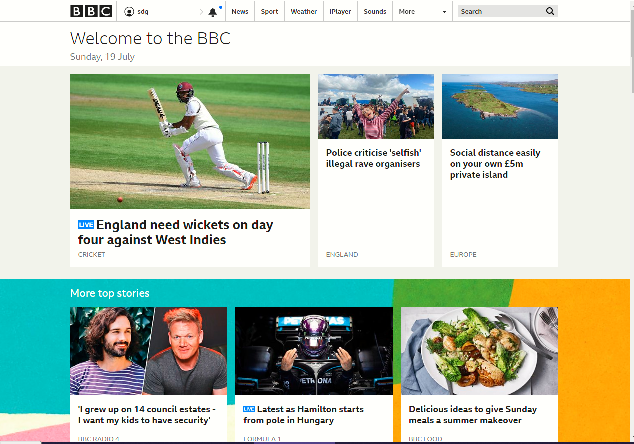 BBC sdq News Sport Weather iPlayer Sounds More Search
Welcome to the BBC
Sunday, 19 July
LIVE England need wickets on day
four against West Indies
CRICKET
Police criticise 'selfish'
illegal rave organisers
ENGLAND
Social distance easily
on your own £5m
private island
EUROPE
More top stories
PETRONAS
PETRONAS
'I grew up on 14 council estates -
I want my kids to have security'
BBC RADIO 4
LIVE Latest as Hamilton starts
from pole in Hungary
FORMULA 1
Delicious ideas to give Sunday
meals a summer makeover
BBC FOOD